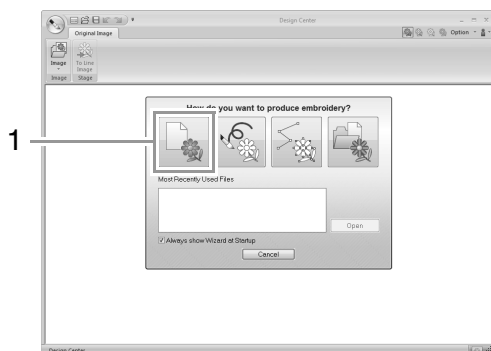 Design Center
Original Image
Option
Image
To Line
Image
Image
Stage
How do you want to produce embroidery?
1
Most Recently Used Files
Open
Always show Wizard at Startup
Cancel
Design Center